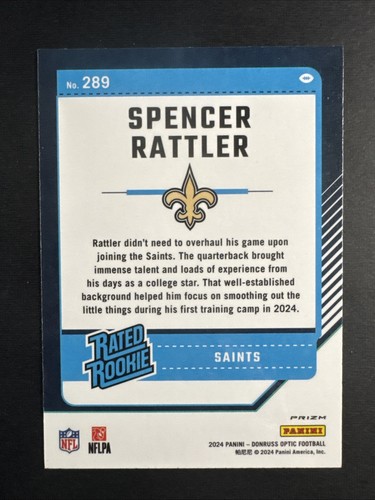 No. 289
SPENCER
RATTLER
Rattler didn't need to overhaul his game upon
joining the Saints. The quarterback brought
immense talent and loads of experience from
his days as a college star. That well-established
background helped him focus on smoothing out the
little things during his first training camp in 2024.
RATED
ROOKIE
SAINTS
PRIZM
NFL
NFLPA
PANINI
2024 PANINI – DONRUSS OPTIC FOOTBALL
帕尼尼 © 2024 Panini America, Inc.